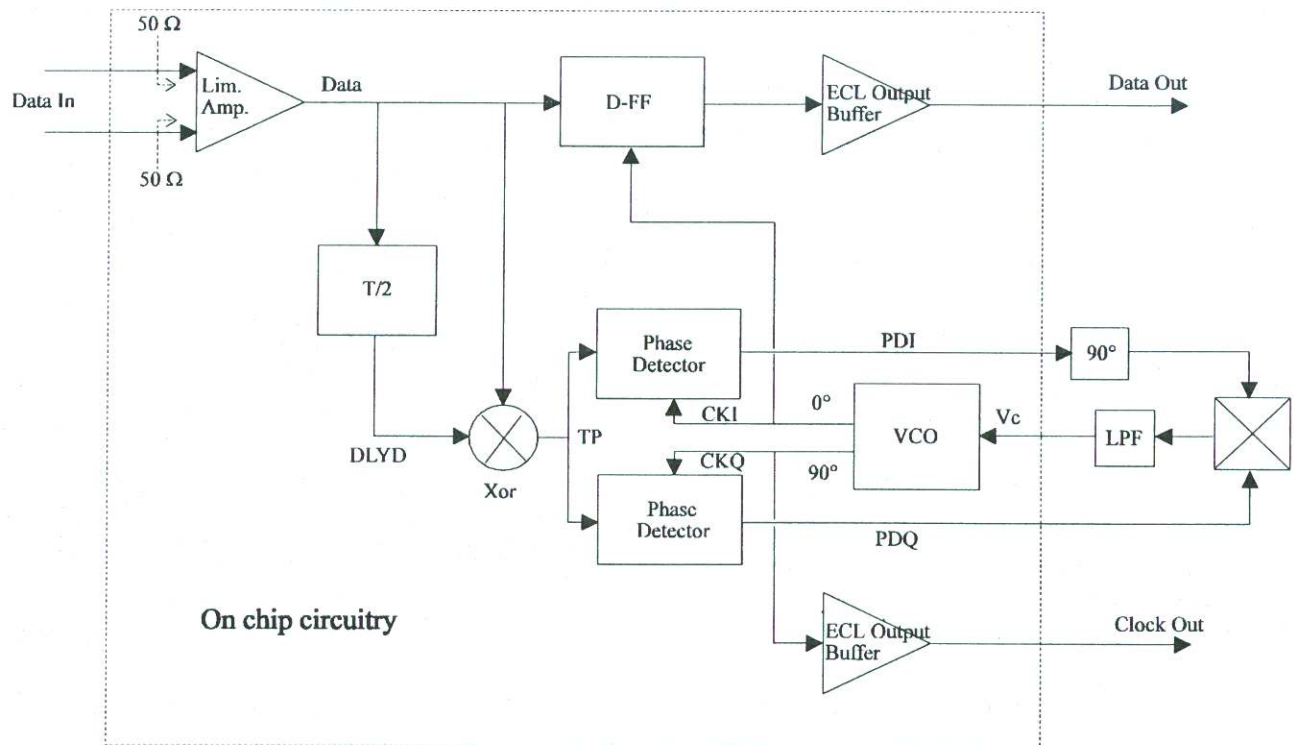 50 Ω
Lim.
Amp.
Data
Data In
50 Ω
D-FF
ECL Output
Buffer
Data Out
T/2
Phase
Detector
PDI
90°
CKI
0°
VCO
Vc
LPF
DLYD
TP
CKQ
90°
Xor
Phase
Detector
PDQ
On chip circuitry
ECL Output
Buffer
Clock Out